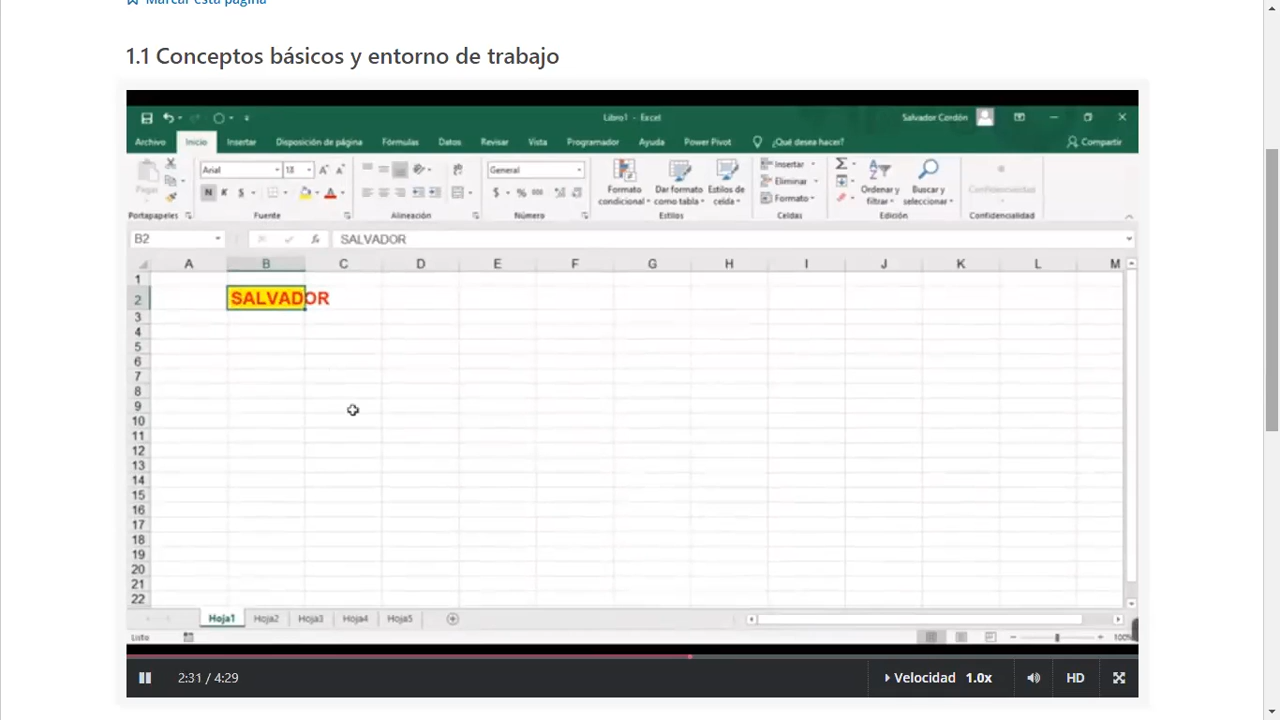 Marcar esta página
1.1 Conceptos básicos y entorno de trabajo
Libro1 - Excel
Salvador Cordón
Archivo Inicio Insertar Disposición de página Fórmulas Datos Revisar Vista Programador Ayuda Power Pivot ¿Qué desea hacer? Compartir
Pegar
Arial 13
N K S
General
$ %
Formato condicional
Dar formato como tabla
Estilos de celda
Insertar
Eliminar
Formato
Ordenar y filtrar
Buscar y seleccionar
Confidencialidad
Portapapeles Fuente Alineación Número Estilos Celdas Edición Confidencialidad
B2 fx SALVADOR
A B C D E F G H I J K L M
1
2 SALVADOR
3
4
5
6
7
8
9
10
11
12
13
14
15
16
17
18
19
20
21
22
Hoja1 Hoja2 Hoja3 Hoja4 Hoja5
Listo 100%
2:31 / 4:29 Velocidad 1.0x HD